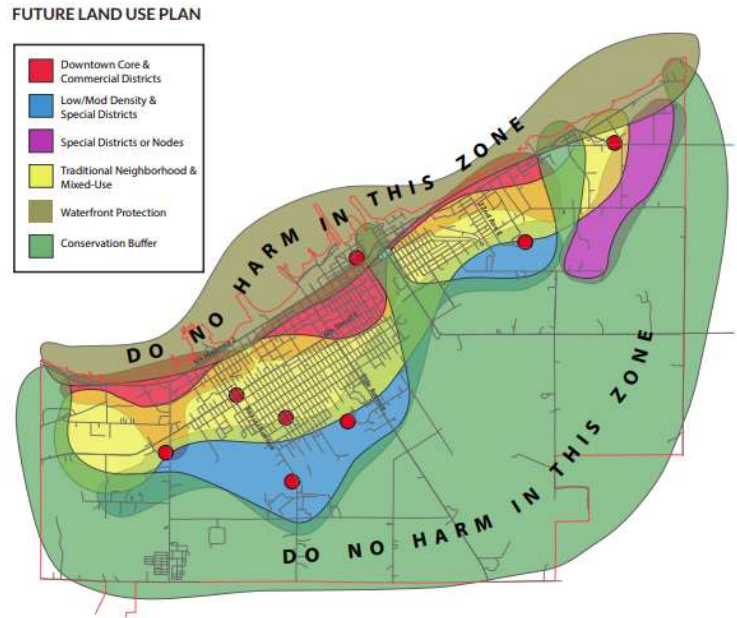 FUTURE LAND USE PLAN
Downtown Core &
Commercial Districts
Low/Mod Density &
Special Districts
Special Districts or Nodes
Traditional Neighborhood &
Mixed-Use
Waterfront Protection
Conservation Buffer
DO NO HARM IN THIS ZONE
DO NO HARM IN THIS ZONE